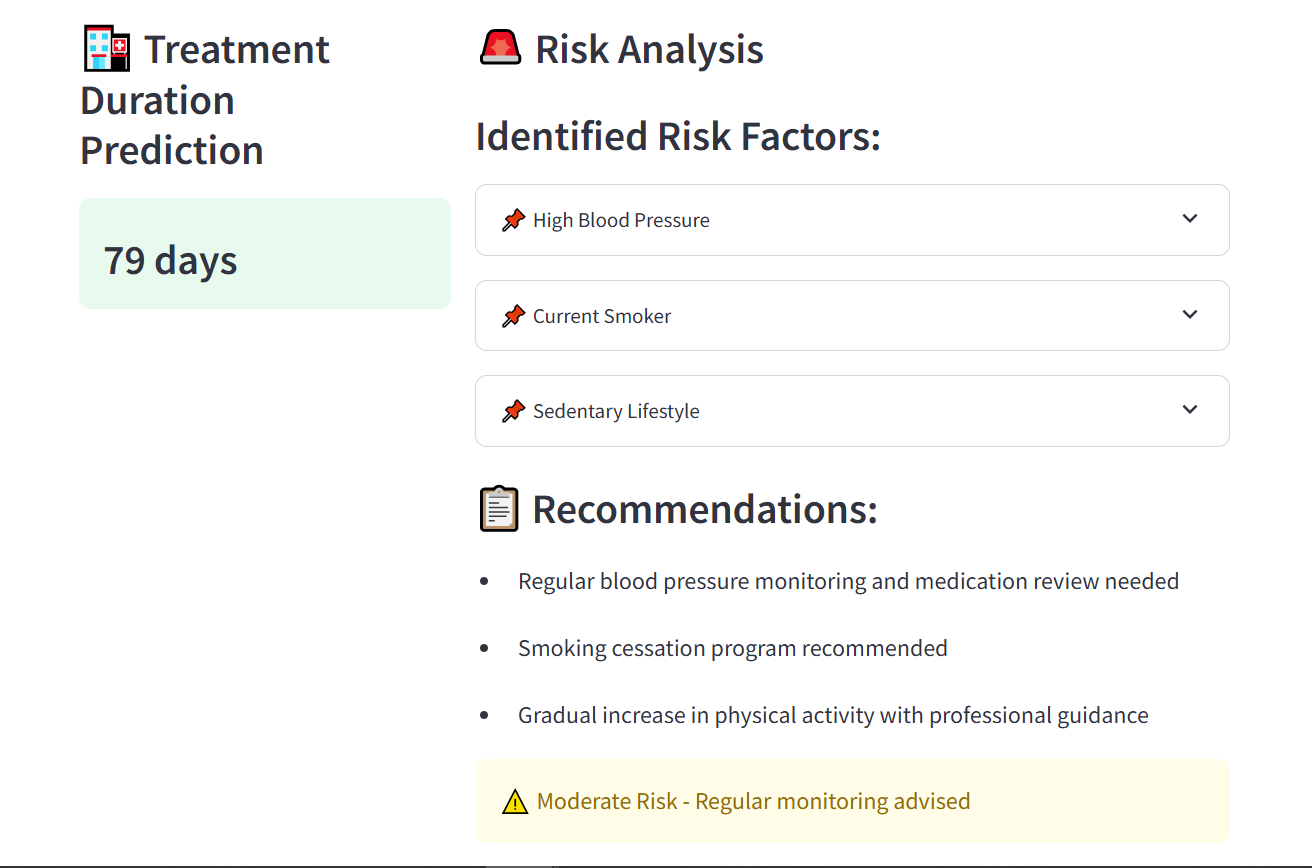 🏥 Treatment
Duration
Prediction
79 days
🚨 Risk Analysis
Identified Risk Factors:
📌 High Blood Pressure
📌 Current Smoker
📌 Sedentary Lifestyle
📋 Recommendations:
• Regular blood pressure monitoring and medication review needed
• Smoking cessation program recommended
• Gradual increase in physical activity with professional guidance
⚠️ Moderate Risk - Regular monitoring advised